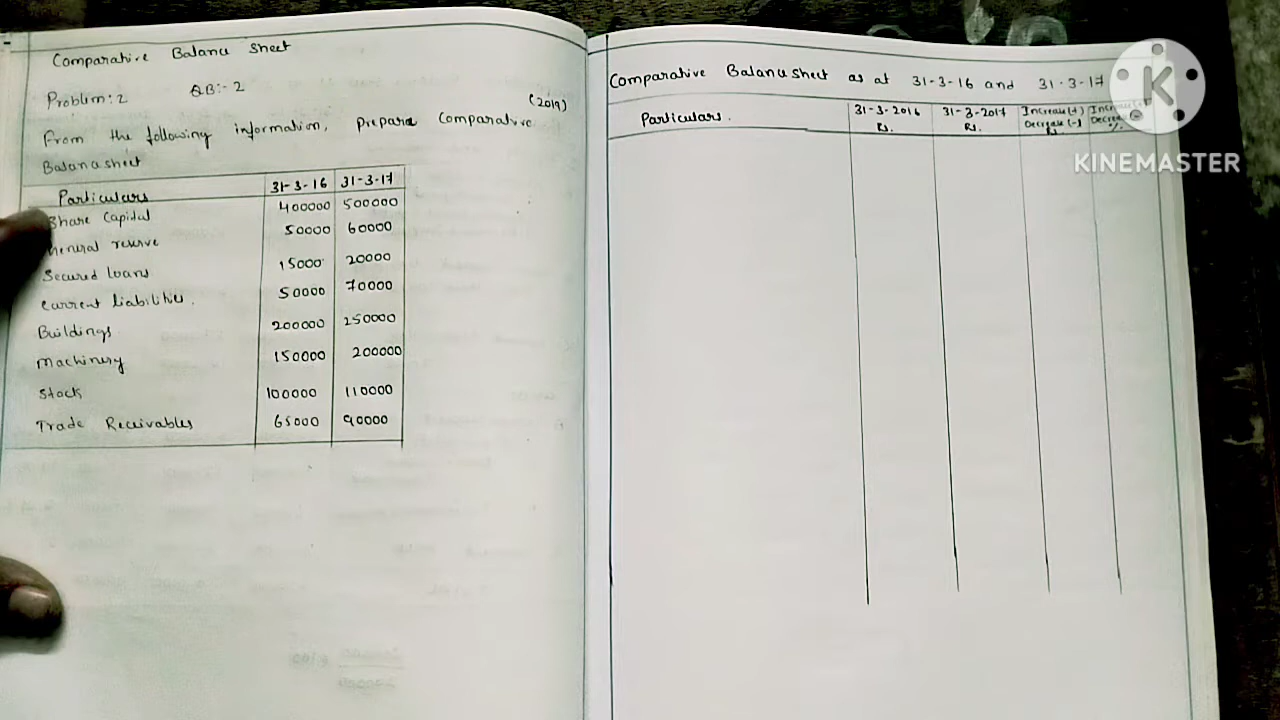 Comparative Balance sheet
Problem: 2 QB:- 2
(2019)
From the following information, Prepare Comparative
Balance sheet
Particulars 31-3-16 31-3-17
Share Capital 400000 500000
General reserve 50000 60000
Secured loans 15000 20000
Current liabilities. 50000 70000
Buildings 200000 250000
Machinery 150000 200000
Stock 100000 110000
Trade Receivables 65000 90000
Comparative Balance sheet as at 31-3-16 and 31-3-17
Particulars. 31-3-2016 Rs. 31-3-2017 Rs. Increase (+) Decrease (-) Rs
K
KINEMASTER